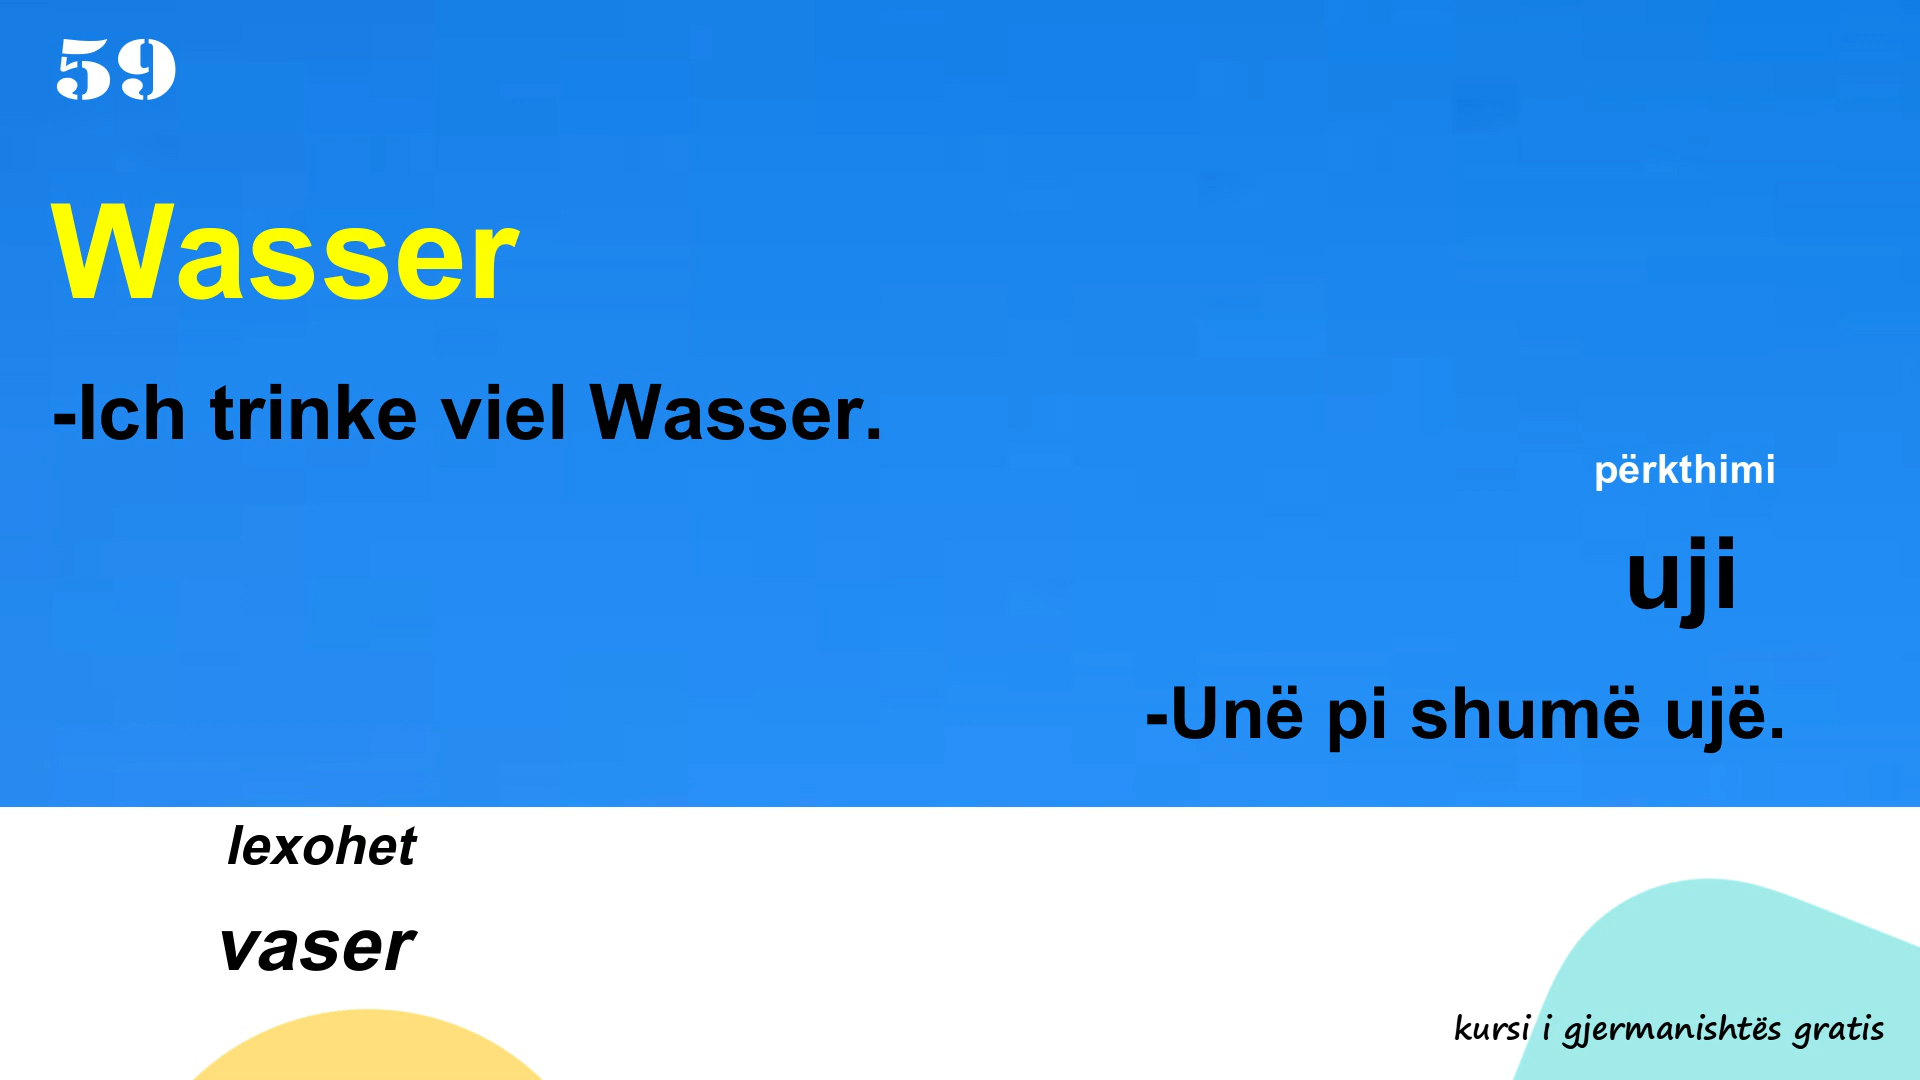 59
Wasser
-Ich trinke viel Wasser.
përkthimi
uji
-Unë pi shumë ujë.
lexohet
vaser
kursi i gjermanishtës gratis